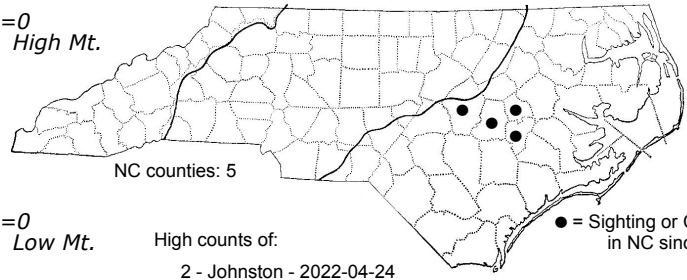 =0
High Mt.
NC counties: 5
=0
Low Mt.
High counts of:
2 - Johnston - 2022-04-24
● = Sighting or
in NC